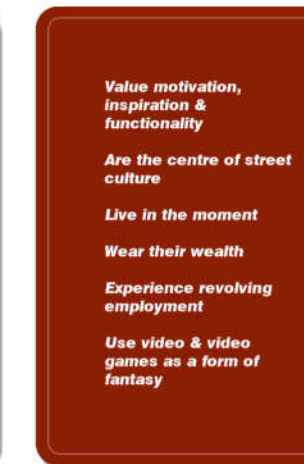 Value motivation,
inspiration &
functionality
Are the centre of street
culture
Live in the moment
Wear their wealth
Experience revolving
employment
Use video & video
games as a form of
fantasy